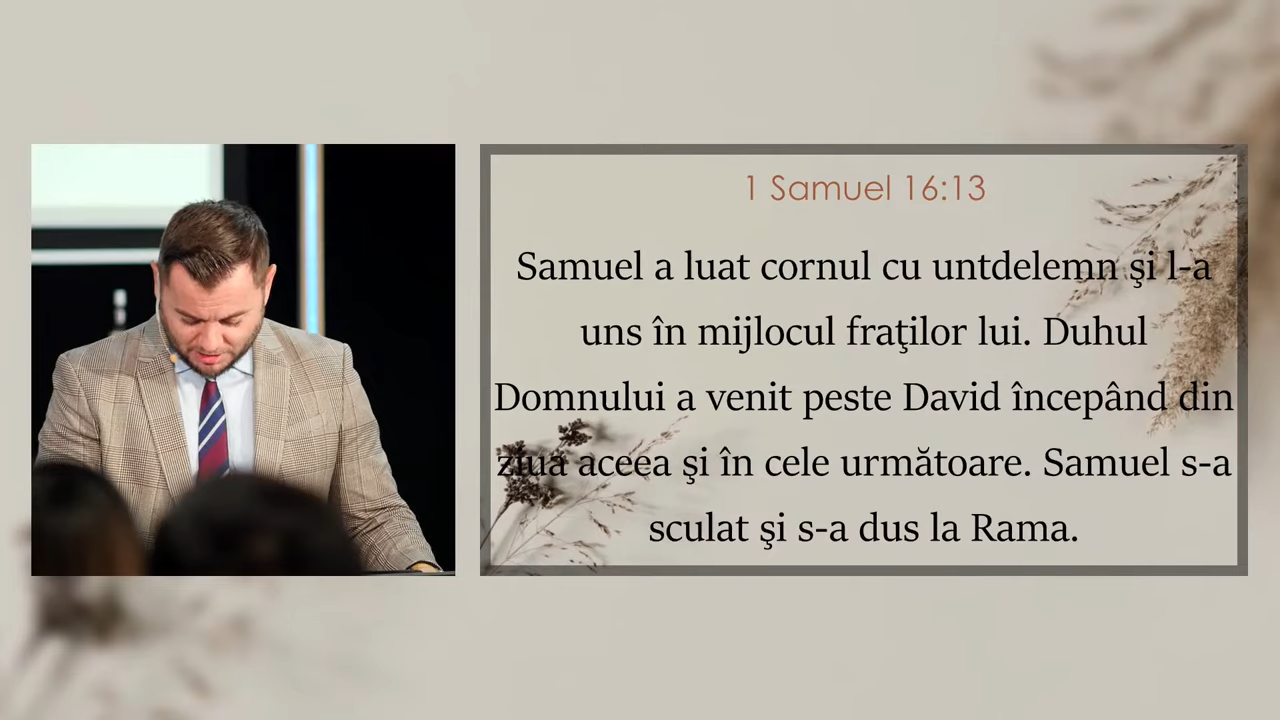 1 Samuel 16:13
Samuel a luat cornul cu untdelemn şi l-a
uns în mijlocul fraţilor lui. Duhul
Domnului a venit peste David începând din
ziua aceea şi în cele următoare. Samuel s-a
sculat şi s-a dus la Rama.